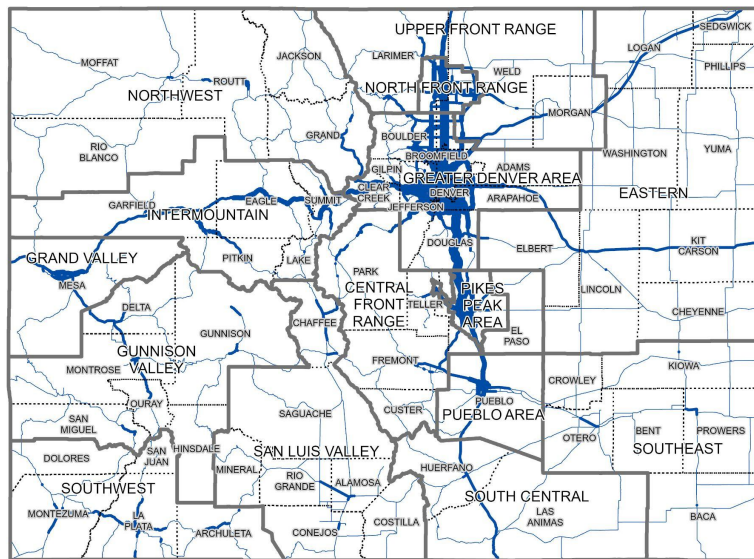 UPPER FRONT RANGE
SEDGWICK
LOGAN
JACKSON
LARIMER
MOFFAT
PHILLIPS
WELD
ROUTT
NORTH FRONT RANGE
NORTHWEST
MORGAN
GRAND
BOULDER
YUMA
RIO
BLANCO
BROOMFIELD
WASHINGTON
GILPIN
ADAMS
GREATER DENVER AREA
CLEAR
CREEK
DENVER
EASTERN
EAGLE
SUMMIT
ARAPAHOE
GARFIELD
JEFFERSON
INTERMOUNTAIN
DOUGLAS
ELBERT
KIT
CARSON
GRAND VALLEY
PITKIN
LAKE
PARK
MESA
CENTRAL
FRONT
RANGE
PIKES
PEAK
AREA
LINCOLN
TELLER
DELTA
CHEYENNE
CHAFFEE
GUNNISON
EL
PASO
GUNNISON
VALLEY
FREMONT
KIOWA
MONTROSE
CROWLEY
OURAY
PUEBLO
CUSTER
PUEBLO AREA
SAGUACHE
SAN
MIGUEL
BENT
PROWERS
OTERO
SOUTHEAST
SAN
JUAN
HINSDALE
SAN LUIS VALLEY
DOLORES
MINERAL
HUERFANO
RIO
GRANDE
ALAMOSA
SOUTHWEST
SOUTH CENTRAL
LAS
ANIMAS
MONTEZUMA
LA
PLATA
BACA
COSTILLA
ARCHULETA
CONEJOS